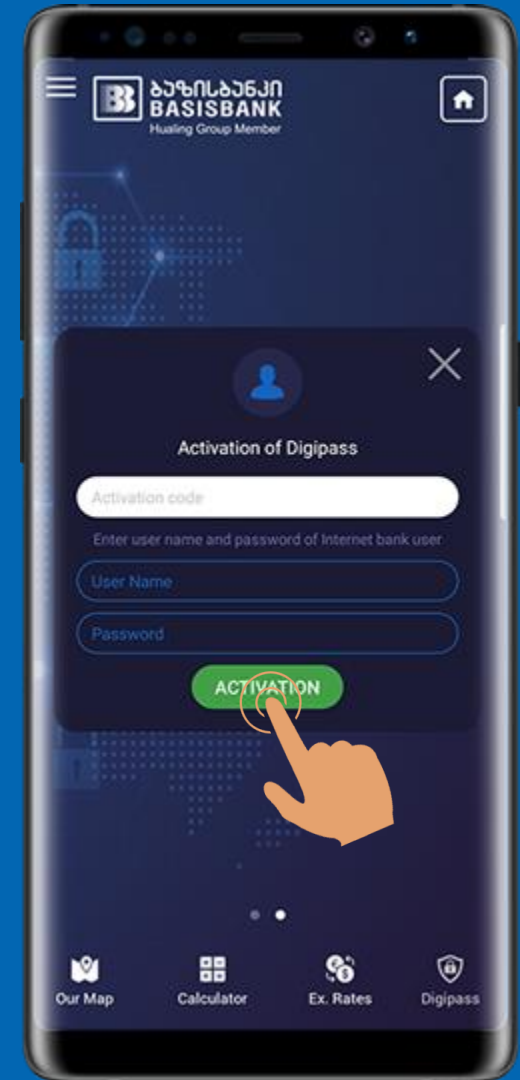 ᲑᲐᲖᲘᲡᲑᲐᲜᲙᲘ
BASISBANK
Hualing Group Member
Activation of Digipass
Activation code
Enter user name and password of Internet bank user
User Name
Password
ACTIVATION
Our Map
Calculator
Ex. Rates
Digipass